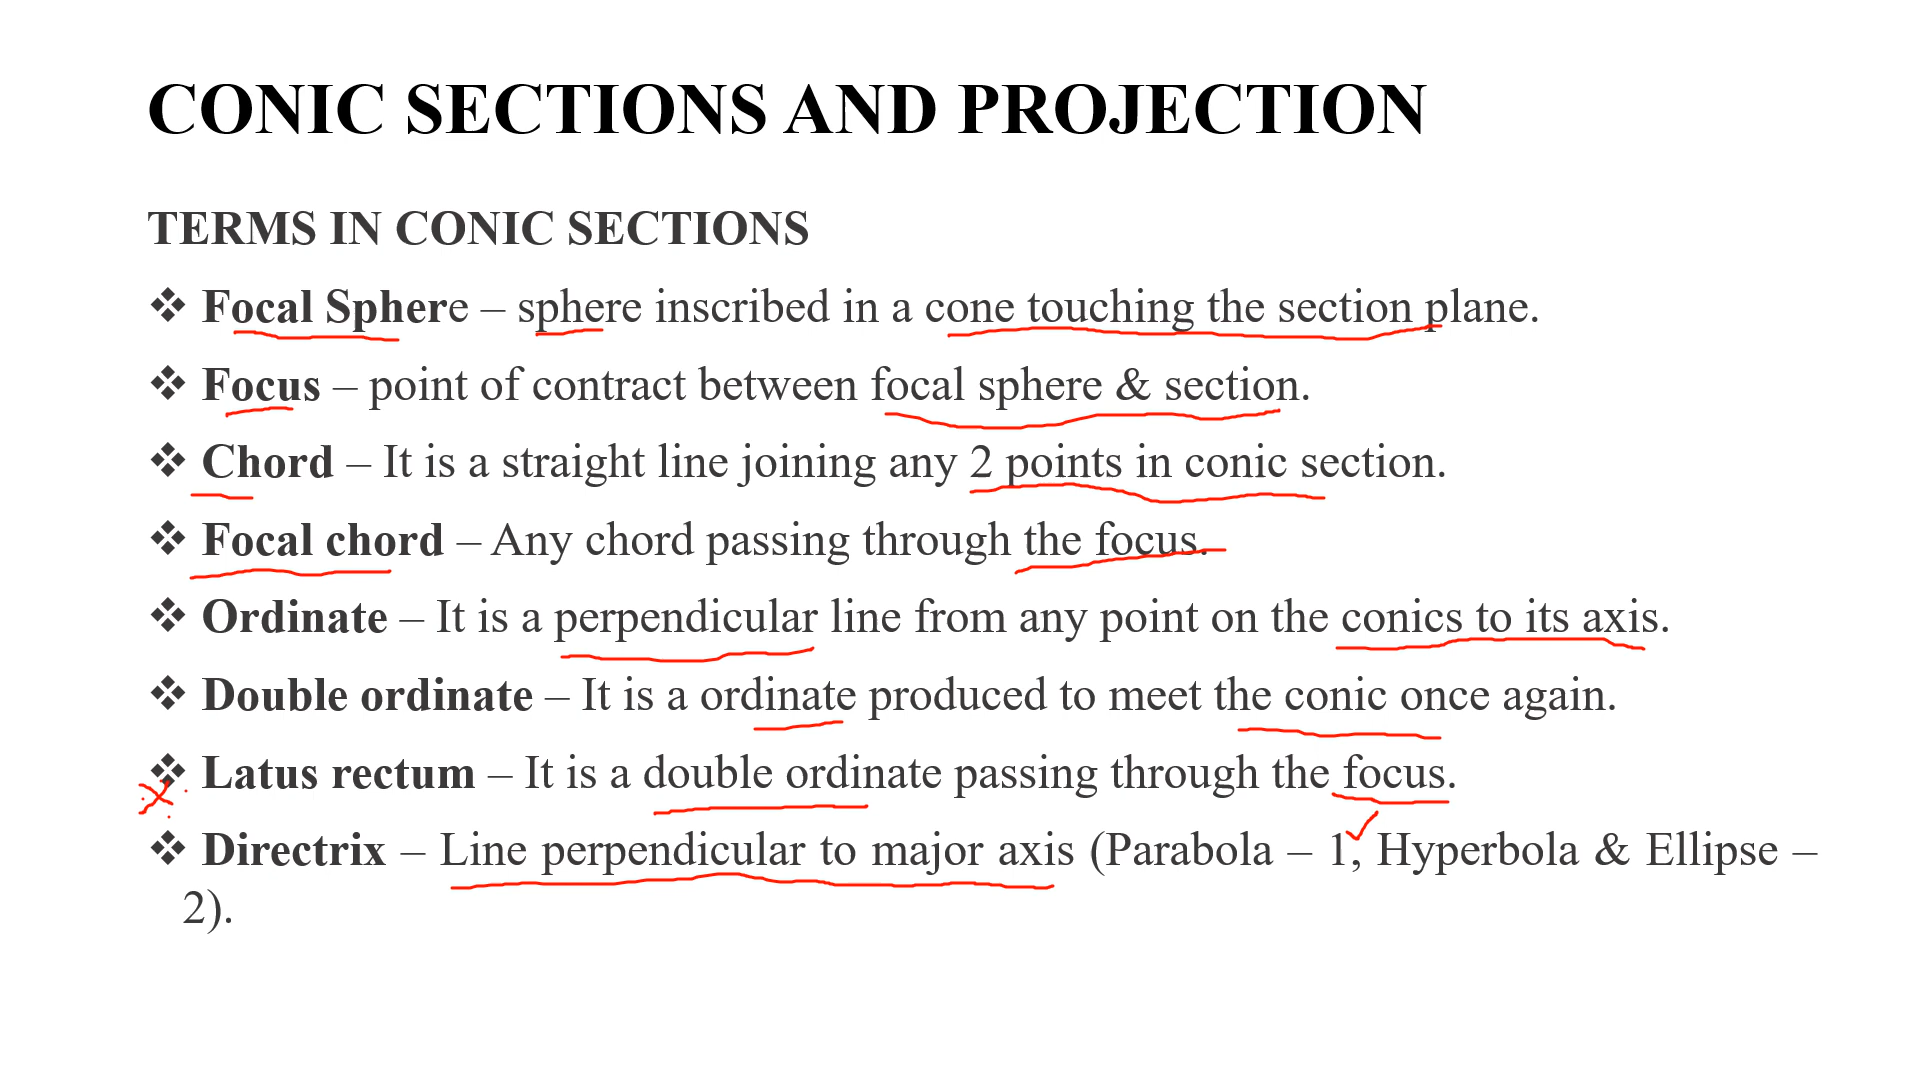 CONIC SECTIONS AND PROJECTION
TERMS IN CONIC SECTIONS
❖ Focal Sphere – sphere inscribed in a cone touching the section plane.
❖ Focus – point of contract between focal sphere & section.
❖ Chord – It is a straight line joining any 2 points in conic section.
❖ Focal chord – Any chord passing through the focus.
❖ Ordinate – It is a perpendicular line from any point on the conics to its axis.
❖ Double ordinate – It is a ordinate produced to meet the conic once again.
❖ Latus rectum – It is a double ordinate passing through the focus.
❖ Directrix – Line perpendicular to major axis (Parabola – 1, Hyperbola & Ellipse –
2).